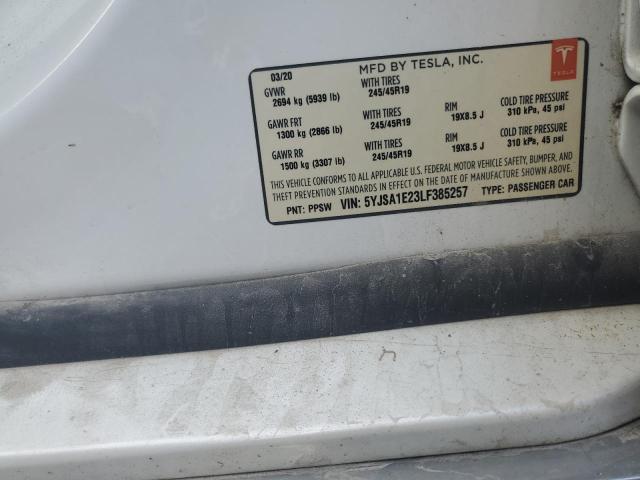 03/20 MFD BY TESLA, INC.
GVWR WITH TIRES
2694 kg (5939 lb) 245/45R19
TESLA
GAWR FRT WITH TIRES RIM COLD TIRE PRESSURE
1300 kg (2866 lb) 245/45R19 19X8.5 J 310 kPa, 45 psi
GAWR RR WITH TIRES RIM COLD TIRE PRESSURE
1500 kg (3307 lb) 245/45R19 19X8.5 J 310 kPa, 45 psi
THIS VEHICLE CONFORMS TO ALL APPLICABLE U.S. FEDERAL MOTOR VEHICLE SAFETY, BUMPER, AND
THEFT PREVENTION STANDARDS IN EFFECT ON THE DATE OF MANUFACTURE SHOWN ABOVE.
PNT: PPSW VIN: 5YJSA1E23LF385257 TYPE: PASSENGER CAR